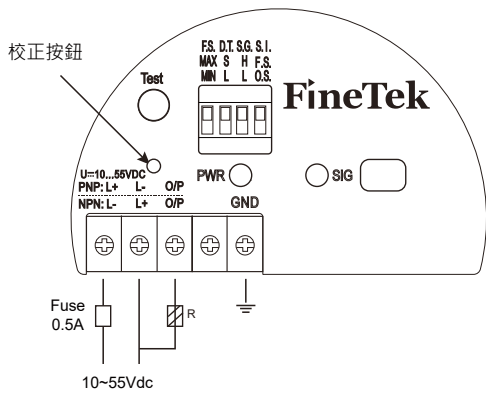 校正按鈕
F.S. D.T. S.G. S.I.
MAX S H F.S.
MIN L L O.S.
Test
FineTek
U⎓10...55VDC
PNP: L+ L- O/P
NPN: L- L+ O/P
PWR
SIG
GND
Fuse
0.5A
R
10~55Vdc